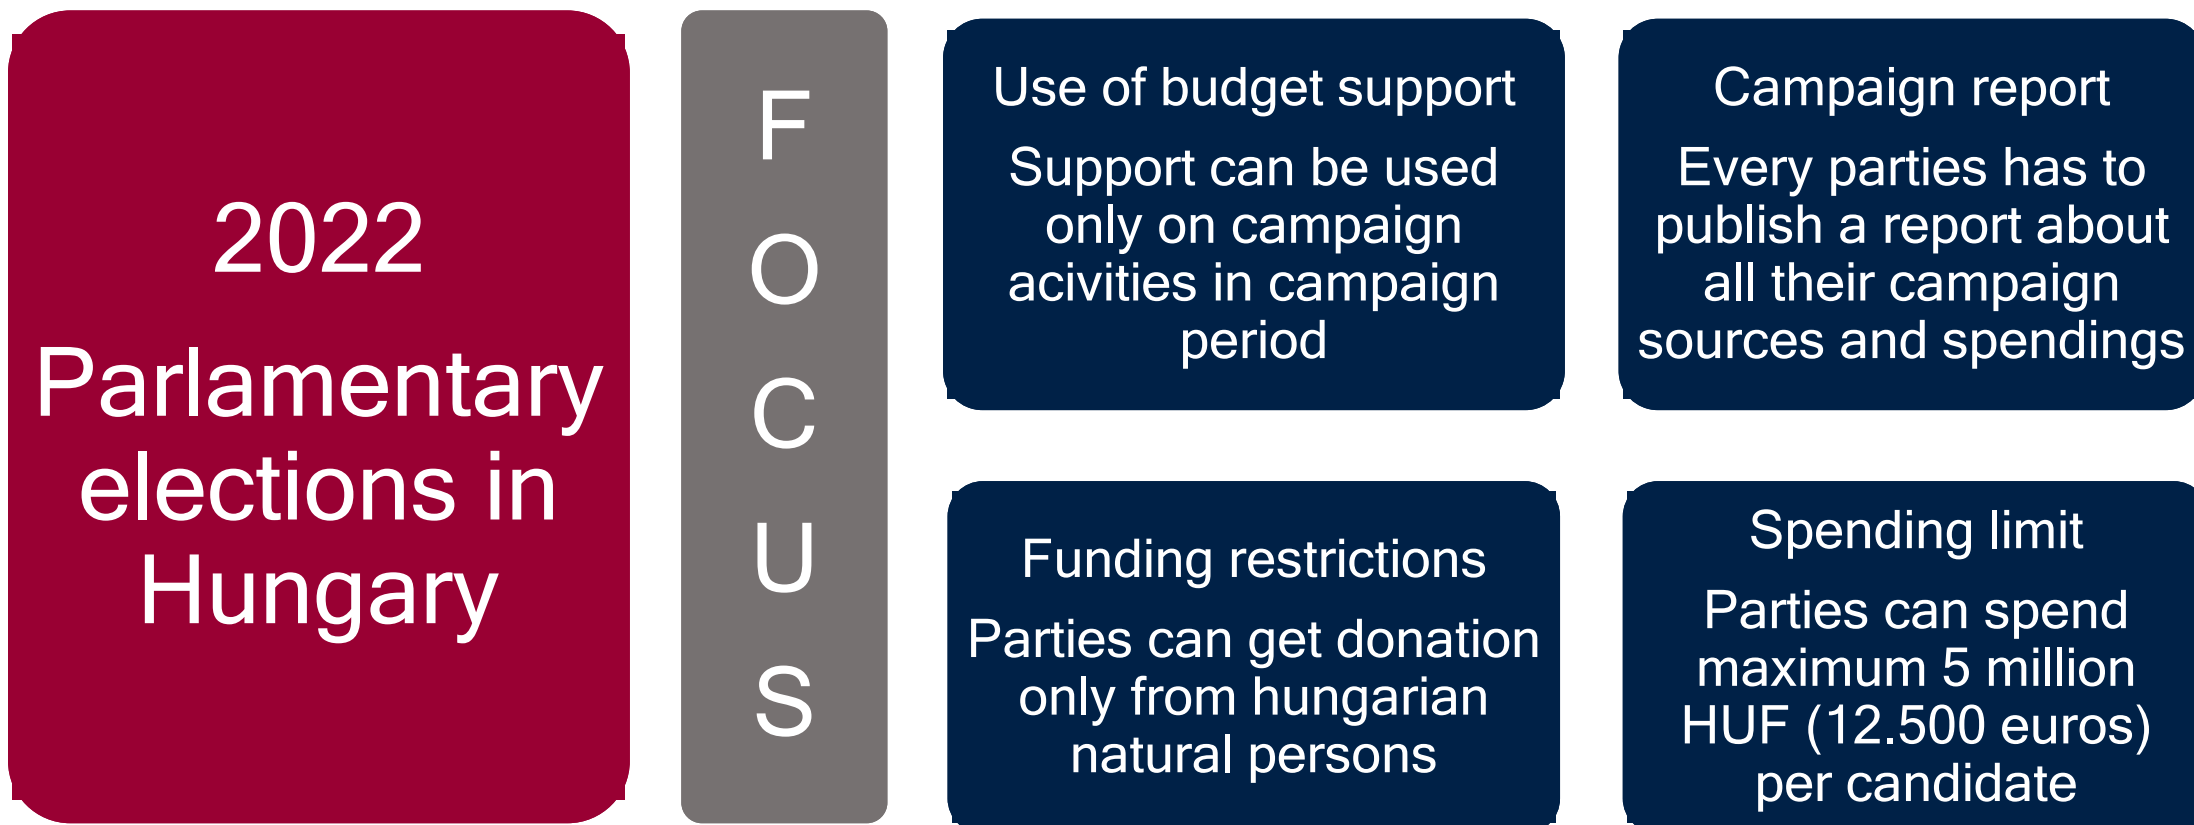 2022
Parlamentary
elections in
Hungary
F
O
C
U
S
Use of budget support
Support can be used
only on campaign
acivities in campaign
period
Campaign report
Every parties has to
publish a report about
all their campaign
sources and spendings
Funding restrictions
Parties can get donation
only from hungarian
natural persons
Spending limit
Parties can spend
maximum 5 million
HUF (12.500 euros)
per candidate